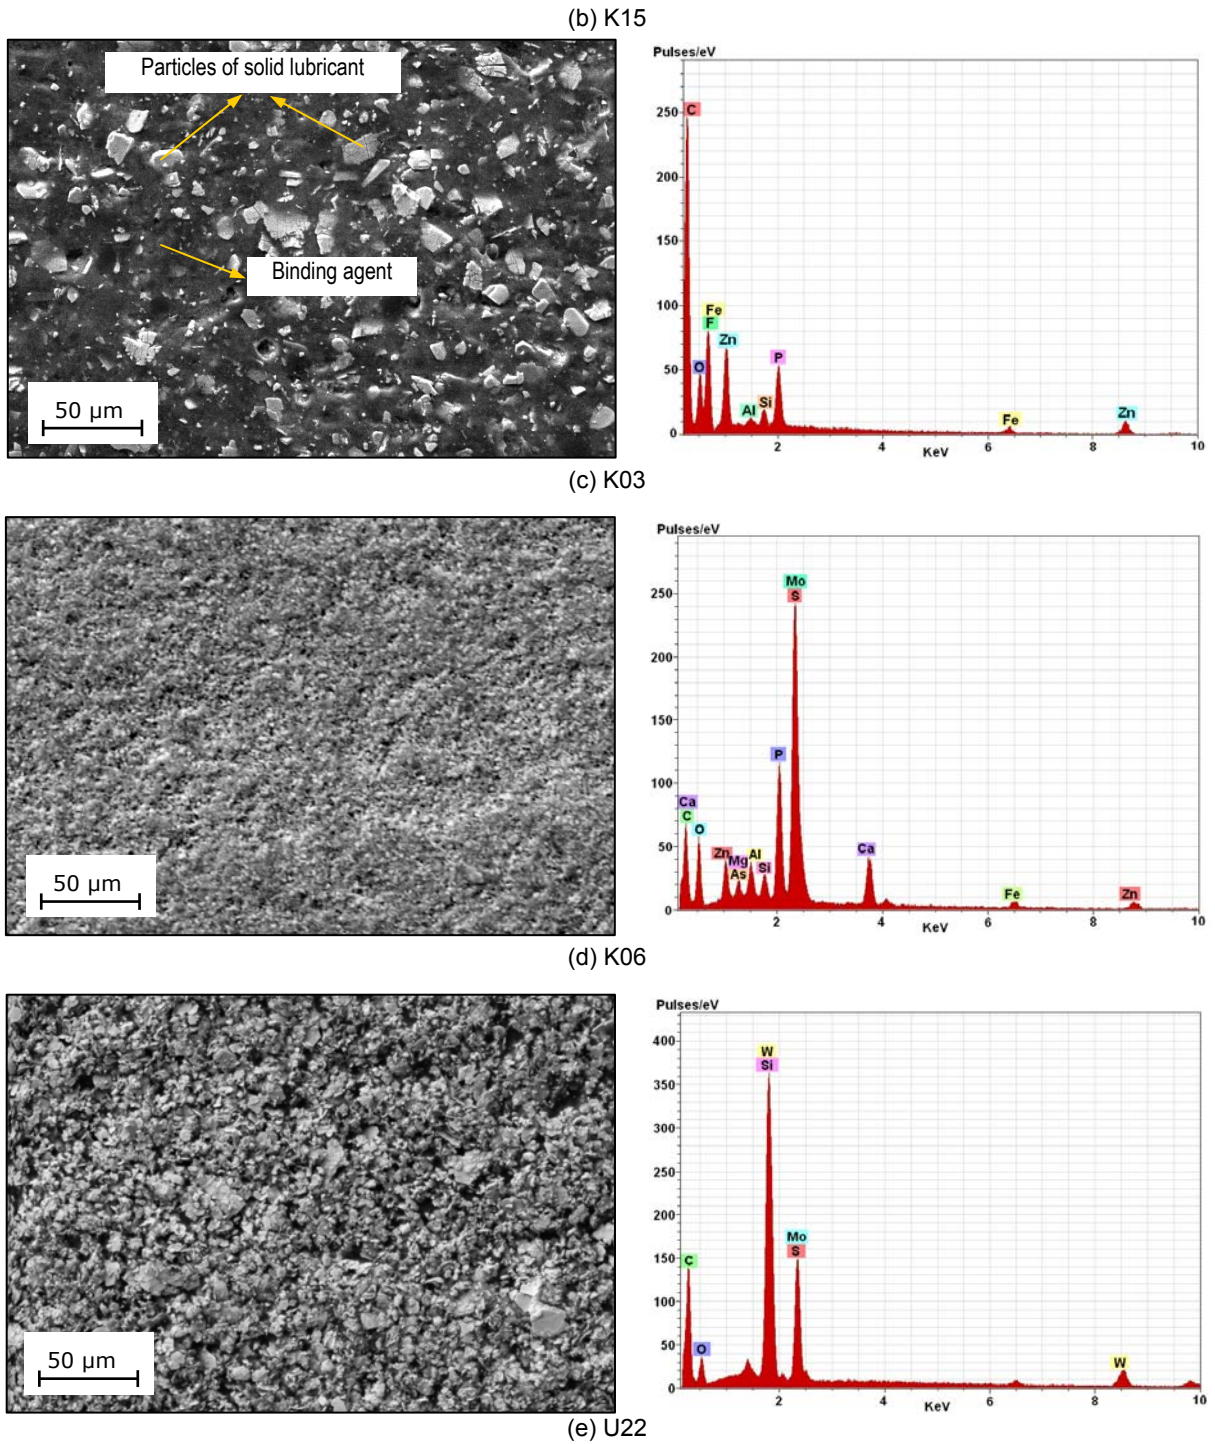 (b) K15
Particles of solid lubricant
Binding agent
50 µm
Pulses/eV
250
200
150
100
50
0
C
Fe
F
Zn
O
P
Al
Si
Fe
Zn
2
4
6
8
10
KeV
(c) K03
50 µm
Pulses/eV
250
200
150
100
50
0
Mo
S
P
Ca
C
O
Zn
Mg
As
Al
Si
Ca
Fe
Zn
2
4
6
8
10
KeV
(d) K06
50 µm
Pulses/eV
400
350
300
250
200
150
100
50
0
W
Si
Mo
S
C
O
W
2
4
6
8
10
KeV
(e) U22